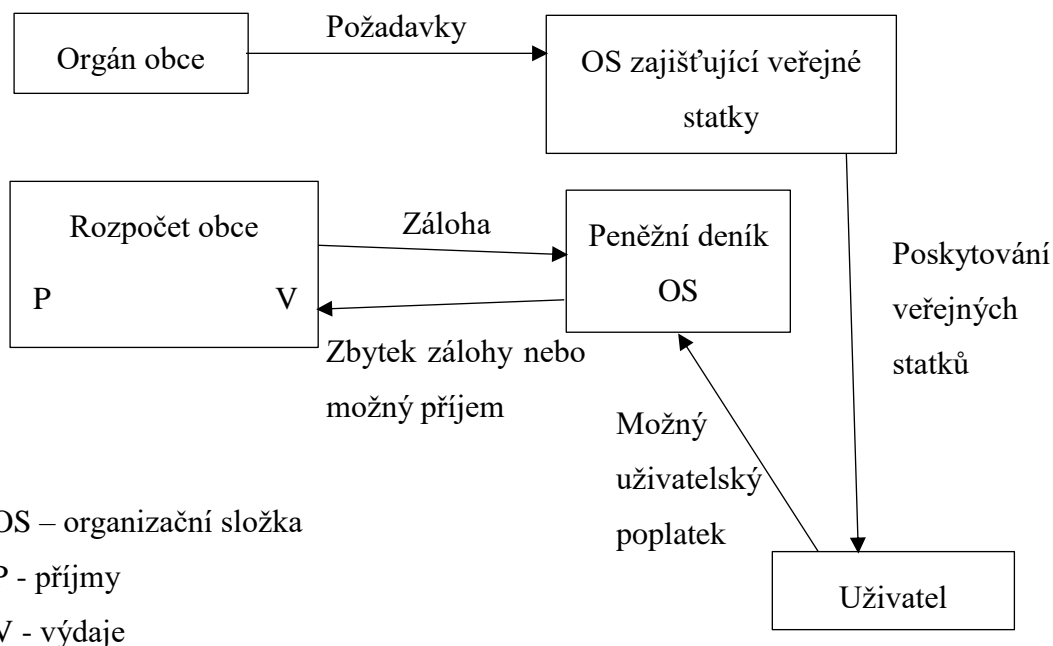 Požadavky
Orgán obce
OS zajišťující veřejné
statky
Rozpočet obce
P V
Záloha
Peněžní deník
OS
Poskytování
veřejných
statků
Zbytek zálohy nebo
možný příjem
Možný
uživatelský
poplatek
OS – organizační složka
P - příjmy
V - výdaje
Uživatel